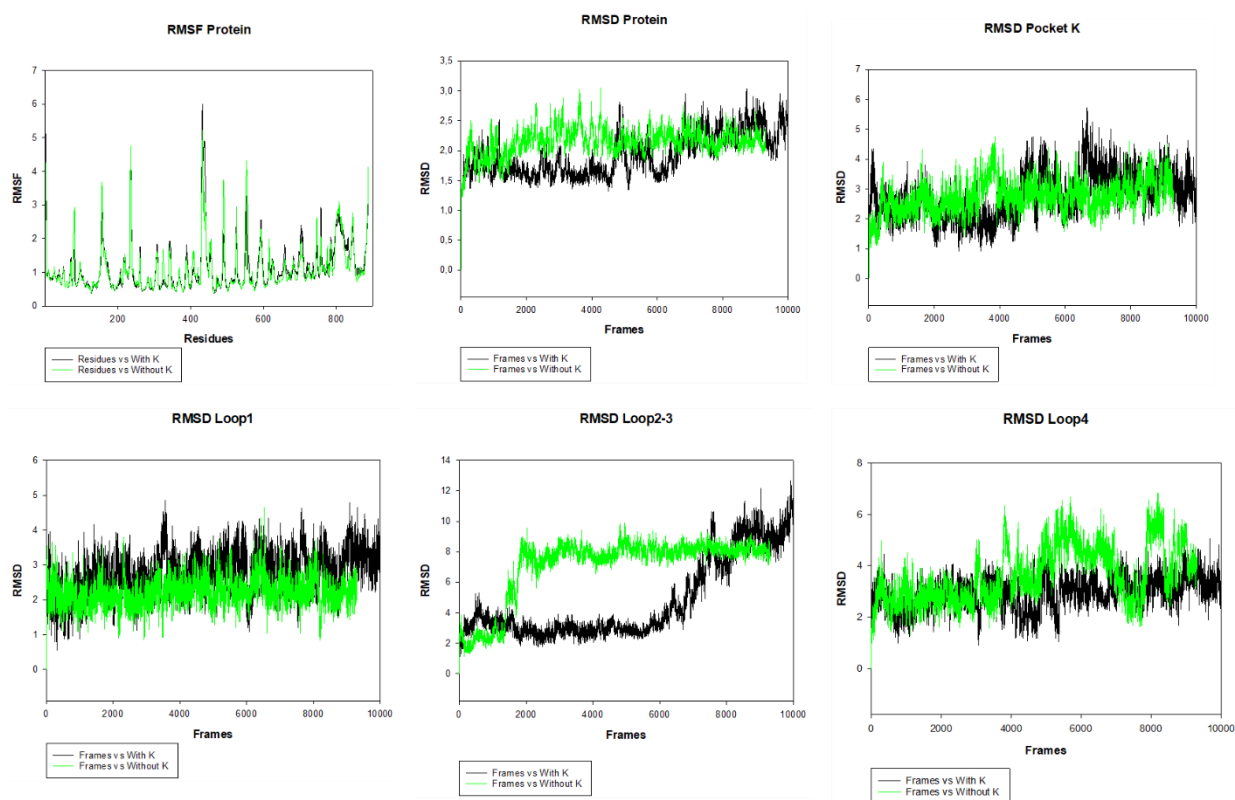 RMSF Protein
7
6
5
4
3
2
1
0
RMSF
200
400
600
800
Residues
Residues vs With K
Residues vs Without K
RMSD Protein
3,5
3,0
2,5
2,0
1,5
1,0
0,5
0,0
RMSD
0
2000
4000
6000
8000
10000
Frames
Frames vs With K
Frames vs Without K
RMSD Pocket K
7
6
5
4
3
2
1
0
RMSD
0
2000
4000
6000
8000
10000
Frames
Frames vs With K
Frames vs Without K
RMSD Loop1
6
5
4
3
2
1
0
RMSD
0
2000
4000
6000
8000
10000
Frames
Frames vs With K
Frames vs Without K
RMSD Loop2-3
14
12
10
8
6
4
2
0
RMSD
0
2000
4000
6000
8000
10000
Frames
Frames vs With K
Frames vs Without K
RMSD Loop4
8
6
4
2
0
RMSD
0
2000
4000
6000
8000
10000
Frames
Frames vs With K
Frames vs Without K